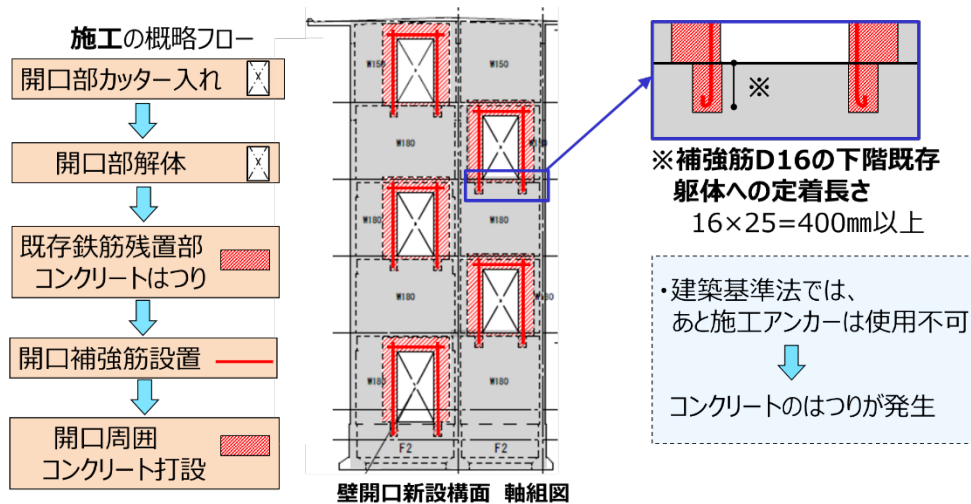 施工の概略フロー
開口部カッター入れ
開口部解体
既存鉄筋残置部
コンクリートはつり
開口補強筋設置
開口周囲
コンクリート打設
W150
W150
W180
W180
W180
W180
W180
W180
W180
W180
F2
F2
壁開口新設構面 軸組図
※
※補強筋D16の下階既存
躯体への定着長さ
16×25=400㎜以上
・建築基準法では、
あと施工アンカーは使用不可
コンクリートのはつりが発生